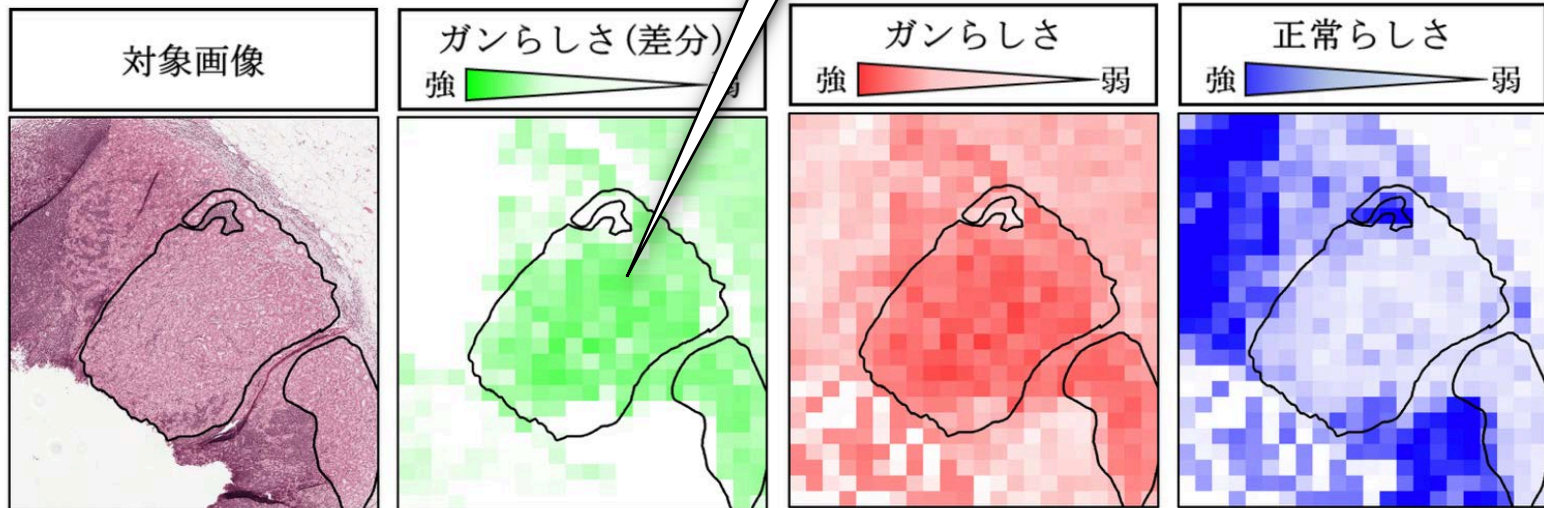 対象画像
ガンらしさ(差分)
強 弱
ガンらしさ
強 弱
正常らしさ
強 弱